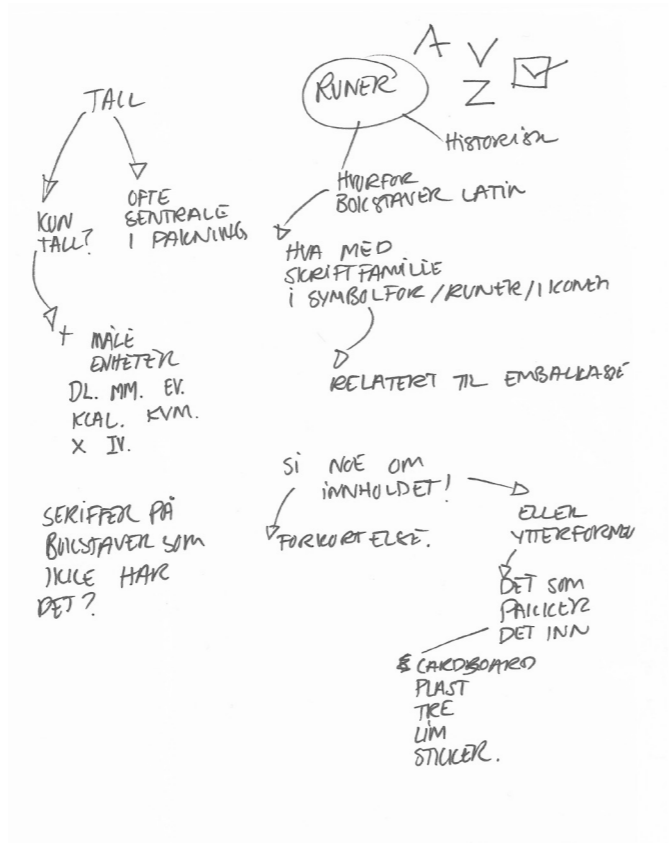 TALL
KUN
TALL?
OFTE
SENTRALE
I PAKNING
+ MÅLE
ENHETER
DL. MM. EV.
KCAL. KVM.
X IV.
SERIFFER PÅ
BOKSTAVER SOM
IKKE HAR
DET?
A V
Z
RUNER
HISTORISK
HVORFOR
BOKSTAVER LATIN
HVA MED
SKRIFTFAMILIE
I SYMBOLFOR/RUNER/IKONER
RELATERT TIL EMBALLASJE
SI NOE OM
INNHOLDET!
FORKORTELSE.
ELLER
YTTERFORMEN
DET SOM
PAKKER
DET INN
CARDBOARD
PLAST
TRE
LIM
STICKER.